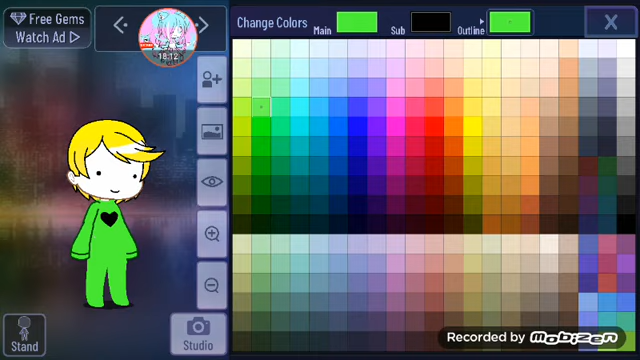 Free Gems
Watch Ad
18:12
Stand
Studio
Change Colors
Main
Sub
Outline
X
Recorded by Mobizen